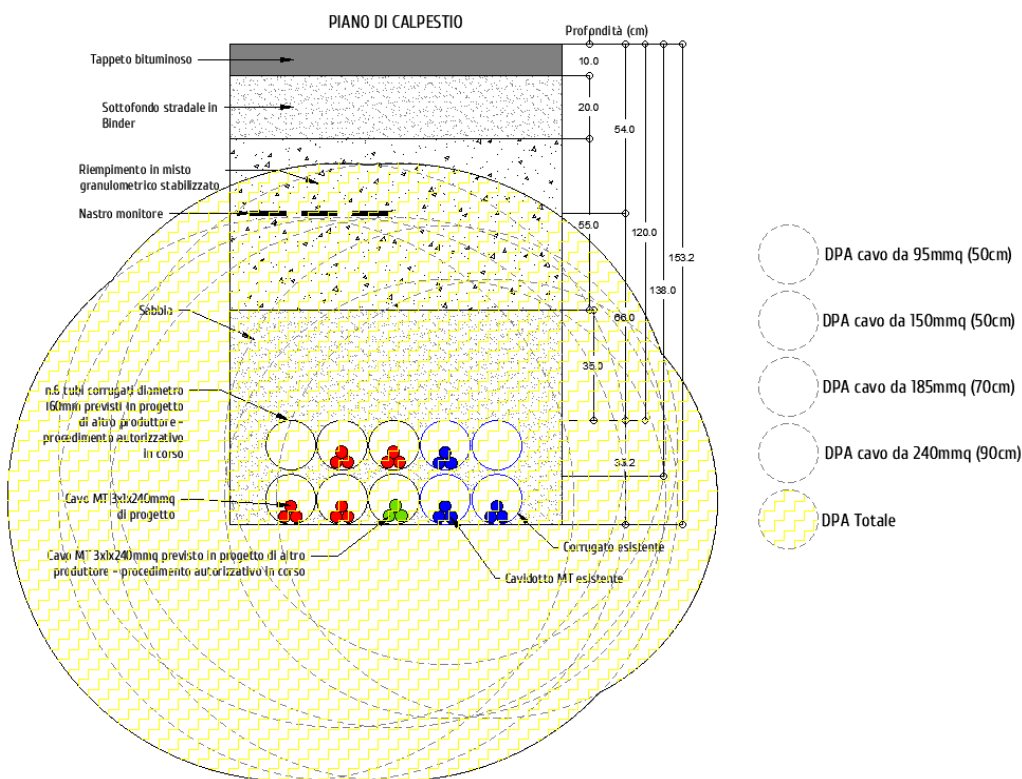 PIANO DI CALPESTIO
Profondità (cm)
Tappeto bituminoso
10.0
Sottofondo stradale in
Binder
20.0
54.0
Riempimento in misto
granulometrico stabilizzato
Nastro monitore
55.0
120.0
153.2
138.0
Sabbia
66.0
35.0
n.6 tubi corrugati diametro
160mm previsti in progetto
di altro produttore -
procedimento autorizzativo
in corso
33.2
Cavo MT 3x1x240mmq
di progetto
Cavo MT 3x1x240mmq previsto in progetto di altro
produttore - procedimento autorizzativo in corso
Corrugato esistente
Cavidotto MT esistente
DPA cavo da 95mmq (50cm)
DPA cavo da 150mmq (50cm)
DPA cavo da 185mmq (70cm)
DPA cavo da 240mmq (90cm)
DPA Totale